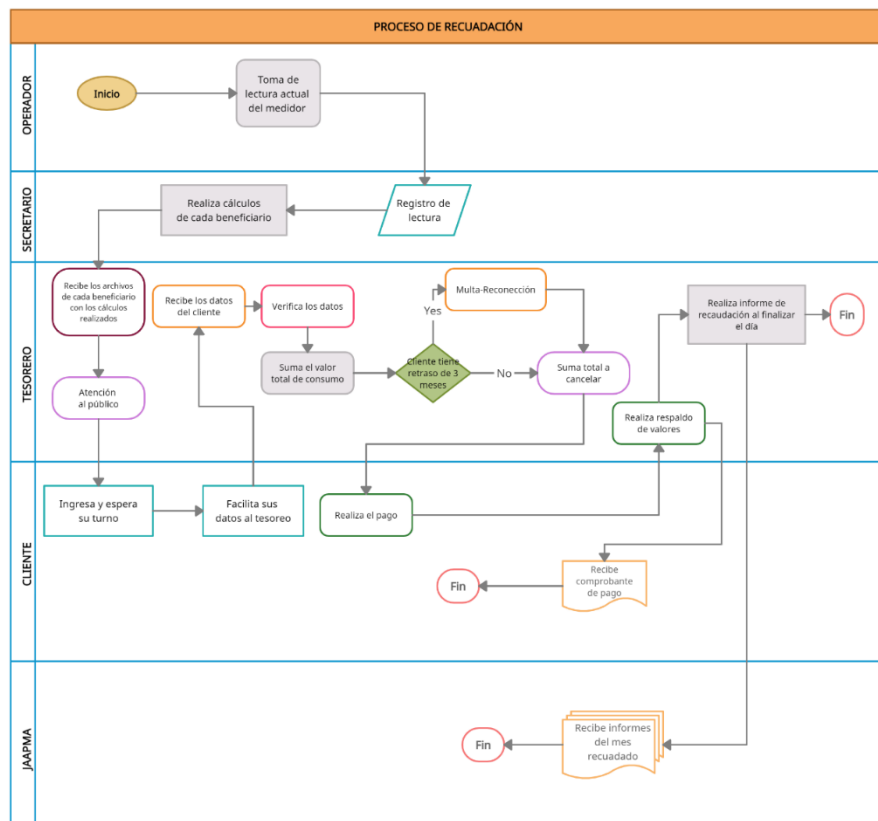 PROCESO DE RECUADACIÓN
OPERADOR
Inicio
Toma de
lectura actual
del medidor
SECRETARIO
Realiza cálculos
de cada beneficiario
Registro de
lectura
TESORERO
Recibe los archivos
de cada beneficiario
con los cálculos
realizados
Recibe los datos
del cliente
Verifica los datos
Multa-Reconección
Realiza informe de
recaudación al finalizar
el día
Fin
Yes
Suma el valor
total de consumo
Cliente tiene
retraso de 3
meses
No
Suma total a
cancelar
Atención
al público
Realiza respaldo
de valores
CLIENTE
Ingresa y espera
su turno
Facilita sus
datos al tesoreo
Realiza el pago
Fin
Recibe
comprobante
de pago
JAAPMA
Fin
Recibe informes
del mes
recuadado